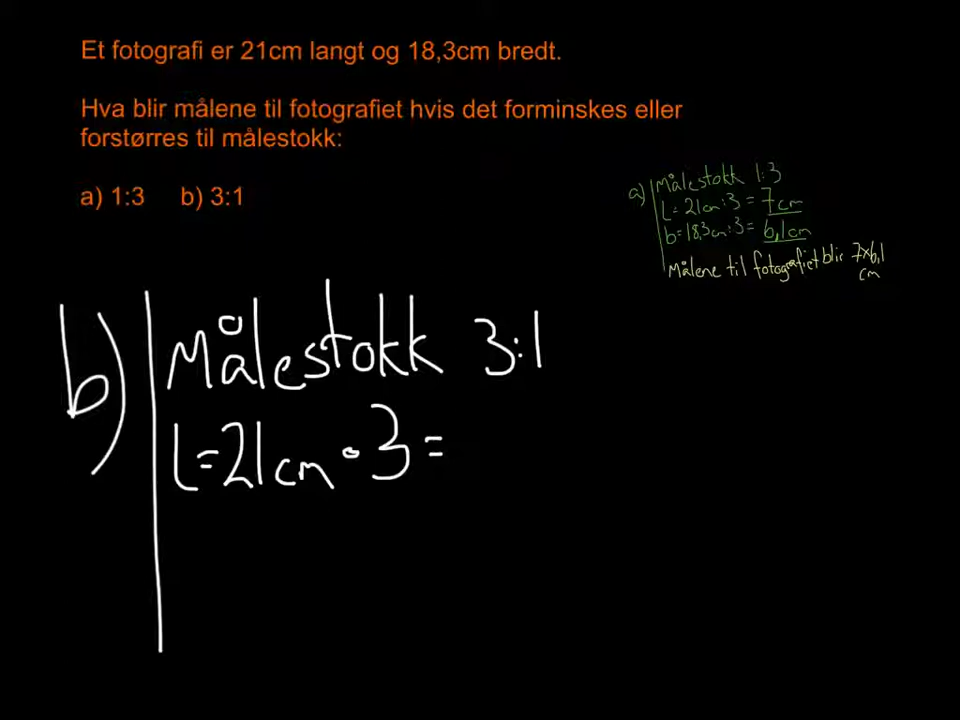 Et fotografi er 21cm langt og 18,3cm bredt.
Hva blir målene til fotografiet hvis det forminskes eller
forstørres til målestokk:
a) 1:3 b) 3:1
a) Målestokk 1:3
L=21cm:3=7cm
b=18,3cm:3=6,1cm
Målene til fotografiet blir 7x6,1
cm
b) Målestokk 3:1
L=21cm·3=